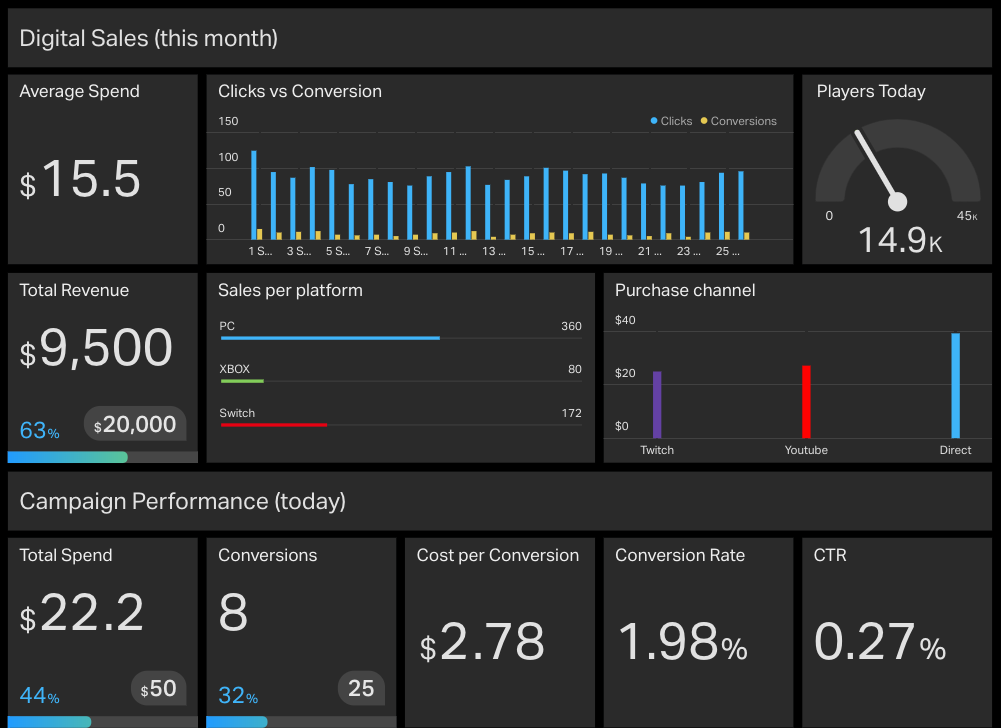 Digital Sales (this month)
Average Spend
$15.5
Clicks vs Conversion
Clicks Conversions
150
100
50
0
1 S... 3 S... 5 S... 7 S... 9 S... 11 ... 13 ... 15 ... 17 ... 19 ... 21 ... 23 ... 25 ...
Players Today
0 45K
14.9K
Total Revenue
$9,500
63% $20,000
Sales per platform
PC 360
XBOX 80
Switch 172
Purchase channel
$40
$20
$0
Twitch Youtube Direct
Campaign Performance (today)
Total Spend
$22.2
44% $50
Conversions
8
32% 25
Cost per Conversion
$2.78
Conversion Rate
1.98%
CTR
0.27%